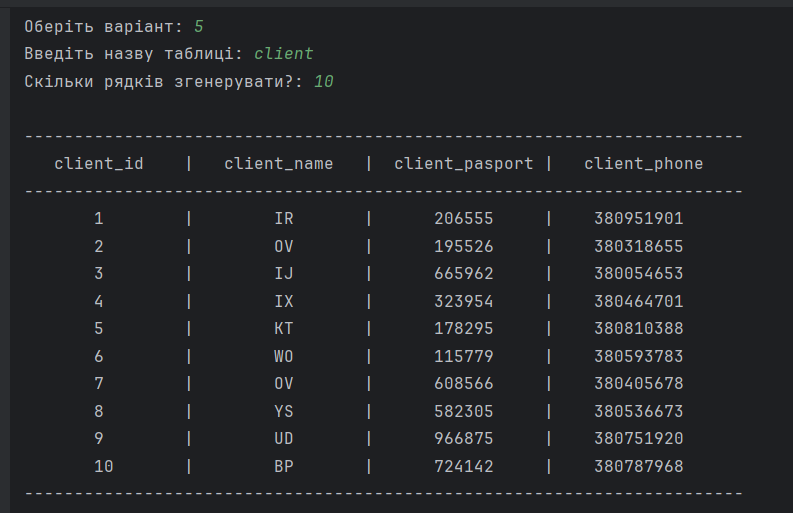 Оберіть варіант: 5
Введіть назву таблиці: client
Скільки рядків згенерувати?: 10
------------------------------------------------------------------------
client_id | client_name | client_pasport | client_phone
------------------------------------------------------------------------
1 | IR | 206555 | 380951901
2 | OV | 195526 | 380318655
3 | IJ | 665962 | 380054653
4 | IX | 323954 | 380464701
5 | KT | 178295 | 380810388
6 | WO | 115779 | 380593783
7 | OV | 608566 | 380405678
8 | YS | 582305 | 380536673
9 | UD | 966875 | 380751920
10 | BP | 724142 | 380787968
------------------------------------------------------------------------